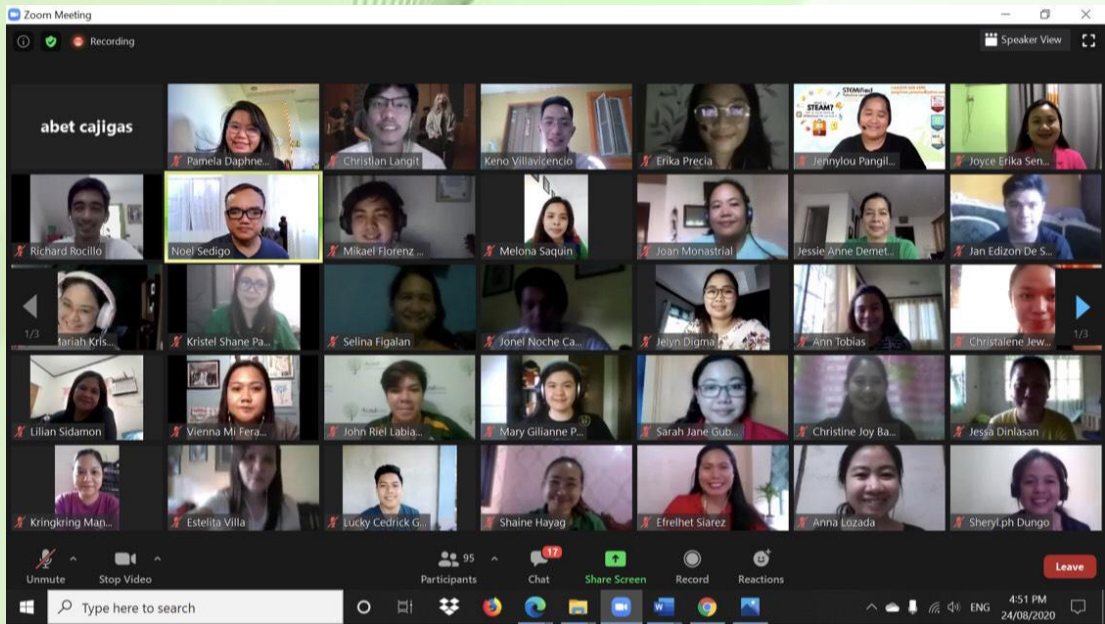 Zoom Meeting
Recording
Speaker View
abet cajigas
Pamela Daphne...
Christian Langit
Keno Villavicencio
Erika Precia
STEMified
STEAM?
Jennylou Pangil...
Joyce Erika Sen...
Richard Rocillo
Noel Sedigo
Mikael Florenz ...
Melona Saquin
Joan Monastrial
Jessie Anne Demet...
Jan Edizon De S...
1/3
Mariah Kris...
Kristel Shane Pa...
Selina Figalan
Jonel Noche Ca...
Jelyn Digma
Ann Tobias
Christalene Jew...
1/3
Lilian Sidamon
Vienna Mi Fera...
John Riel Labia...
Mary Gilianne P...
Sarah Jane Gub...
Christine Joy Ba...
Jessa Dinlasan
Kringkring Map...
Estelita Villa
Lucky Cedrick G...
Shaine Hayag
Efrelhet Siarez
Anna Lozada
Sheryl.ph Dungo
Unmute
Stop Video
95
Participants
17
Chat
Share Screen
Record
Reactions
Leave
Type here to search
ENG
4:51 PM
24/08/2020